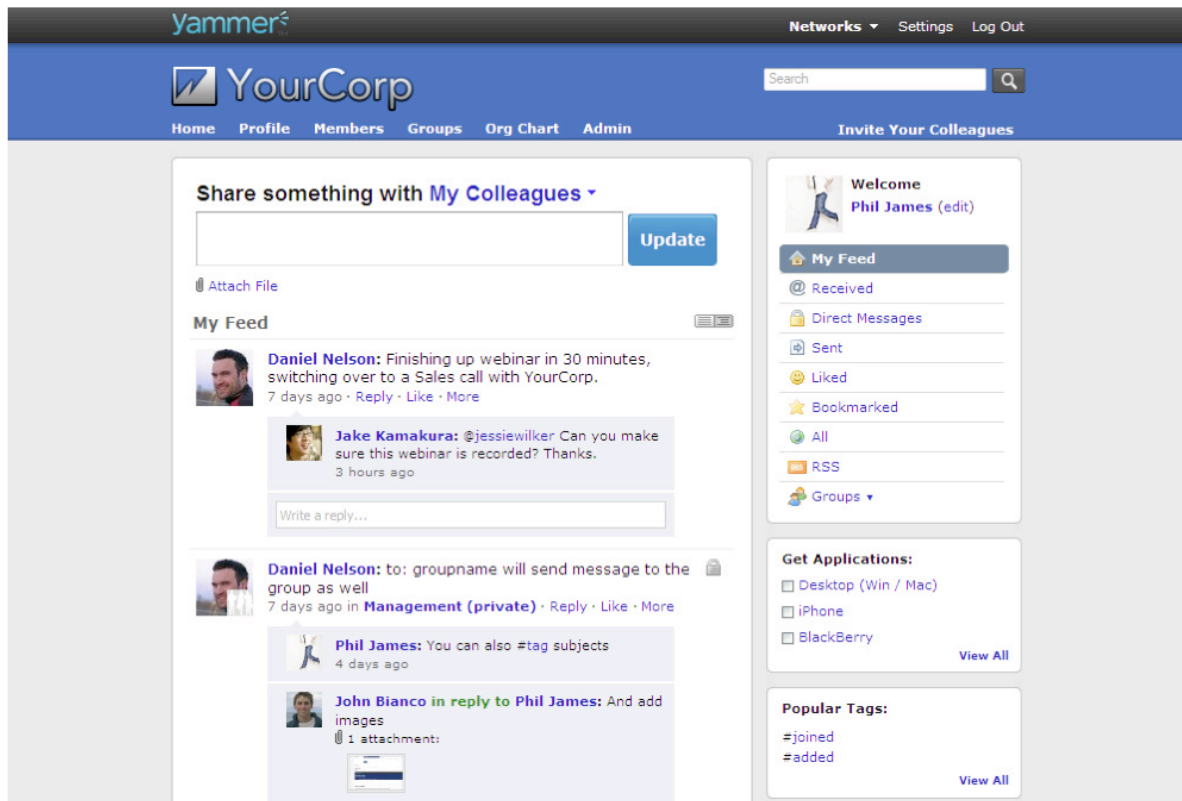 yammer
Networks ▾ Settings Log Out
YourCorp
Search
Home Profile Members Groups Org Chart Admin
Invite Your Colleagues
Share something with My Colleagues ▾
Update
Attach File
My Feed
Daniel Nelson: Finishing up webinar in 30 minutes,
switching over to a Sales call with YourCorp.
7 days ago · Reply · Like · More
Jake Kamakura: @jessiewilker Can you make
sure this webinar is recorded? Thanks.
3 hours ago
Write a reply...
Daniel Nelson: to: groupname will send message to the
group as well
7 days ago in Management (private) · Reply · Like · More
Phil James: You can also #tag subjects
4 days ago
John Bianco in reply to Phil James: And add
images
1 attachment:
Welcome
Phil James (edit)
My Feed
Received
Direct Messages
Sent
Liked
Bookmarked
All
RSS
Groups ▾
Get Applications:
Desktop (Win / Mac)
iPhone
BlackBerry
View All
Popular Tags:
#joined
#added
View All